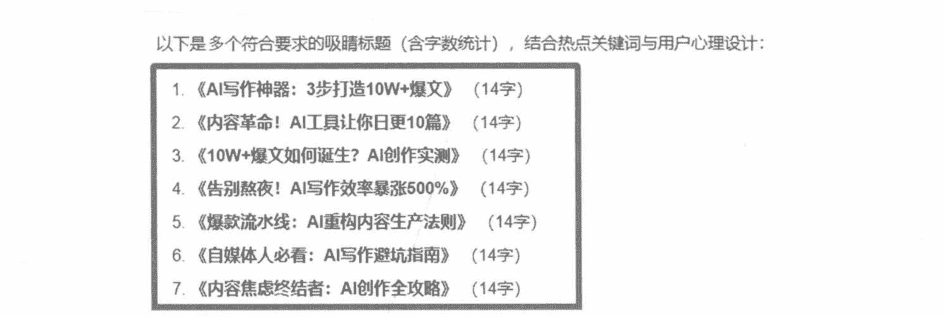 以下是多个符合要求的吸睛标题（含字数统计），结合热点关键词与用户心理设计：
1. 《AI写作神器：3步打造10W+爆文》（14字）
2. 《内容革命！AI工具让你日更10篇》（14字）
3. 《10W+爆文如何诞生？AI创作实测》（14字）
4. 《告别熬夜！AI写作效率暴涨500%》（14字）
5. 《爆款流水线：AI重构内容生产法则》（14字）
6. 《自媒体人必看：AI写作避坑指南》（14字）
7. 《内容焦虑终结者：AI创作全攻略》（14字）